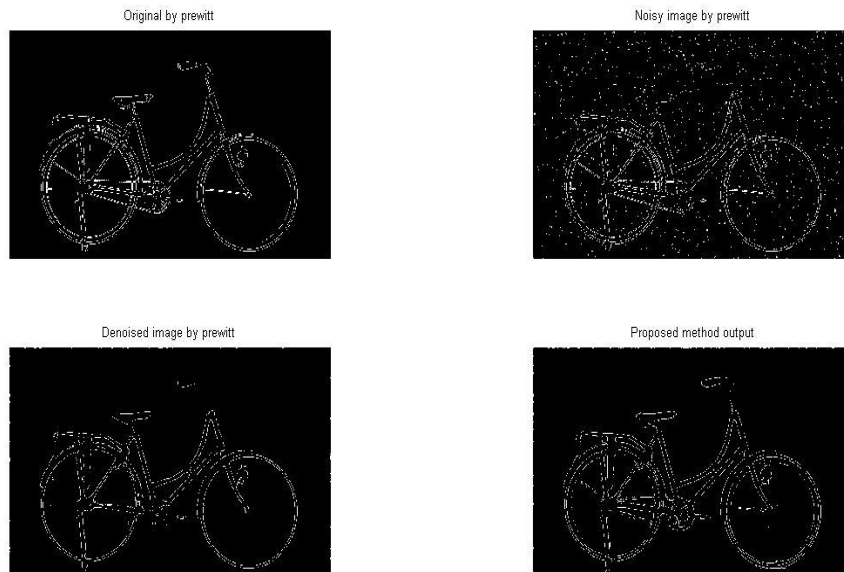 Original by prewitt
Noisy image by prewitt
Denoised image by prewitt
Proposed method output